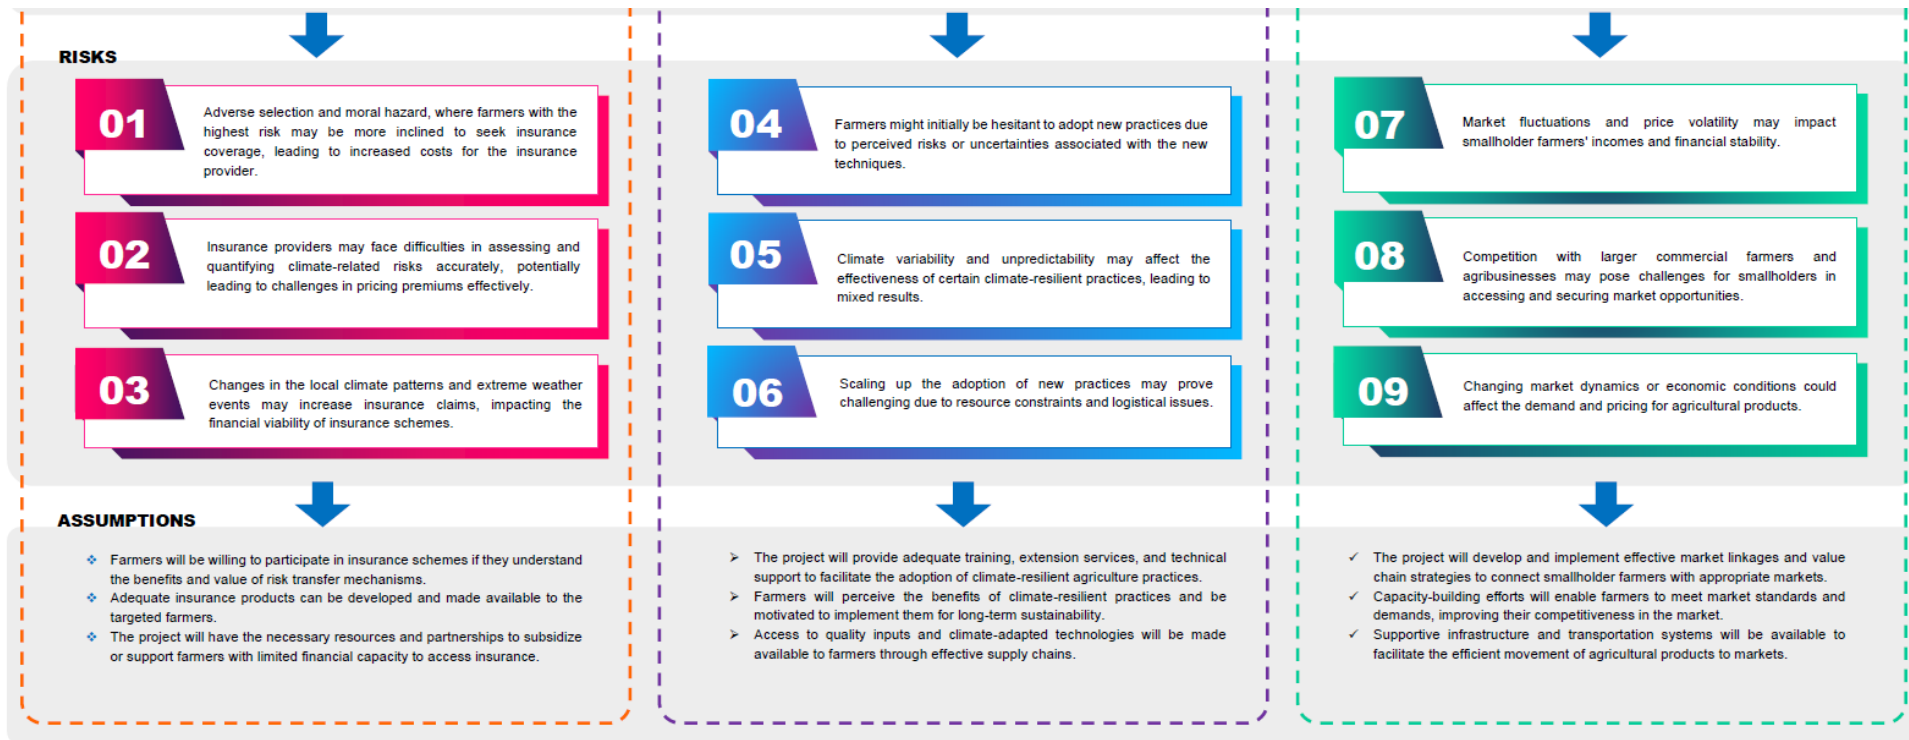 RISKS
01
Adverse selection and moral hazard, where farmers with the
highest risk may be more inclined to seek insurance
coverage, leading to increased costs for the insurance
provider.
02
Insurance providers may face difficulties in assessing and
quantifying climate-related risks accurately, potentially
leading to challenges in pricing premiums effectively.
03
Changes in the local climate patterns and extreme weather
events may increase insurance claims, impacting the
financial viability of insurance schemes.
04
Farmers might initially be hesitant to adopt new practices due
to perceived risks or uncertainties associated with the new
techniques.
05
Climate variability and unpredictability may affect the
effectiveness of certain climate-resilient practices, leading to
mixed results.
06
Scaling up the adoption of new practices may prove
challenging due to resource constraints and logistical issues.
07
Market fluctuations and price volatility may impact
smallholder farmers' incomes and financial stability.
08
Competition with larger commercial farmers and
agribusinesses may pose challenges for smallholders in
accessing and securing market opportunities.
09
Changing market dynamics or economic conditions could
affect the demand and pricing for agricultural products.
ASSUMPTIONS
❖ Farmers will be willing to participate in insurance schemes if they understand
the benefits and value of risk transfer mechanisms.
❖ Adequate insurance products can be developed and made available to the
targeted farmers.
❖ The project will have the necessary resources and partnerships to subsidize
or support farmers with limited financial capacity to access insurance.
➢ The project will provide adequate training, extension services, and technical
support to facilitate the adoption of climate-resilient agriculture practices.
➢ Farmers will perceive the benefits of climate-resilient practices and be
motivated to implement them for long-term sustainability.
➢ Access to quality inputs and climate-adapted technologies will be made
available to farmers through effective supply chains.
✓ The project will develop and implement effective market linkages and value
chain strategies to connect smallholder farmers with appropriate markets.
✓ Capacity-building efforts will enable farmers to meet market standards and
demands, improving their competitiveness in the market.
✓ Supportive infrastructure and transportation systems will be available to
facilitate the efficient movement of agricultural products to markets.